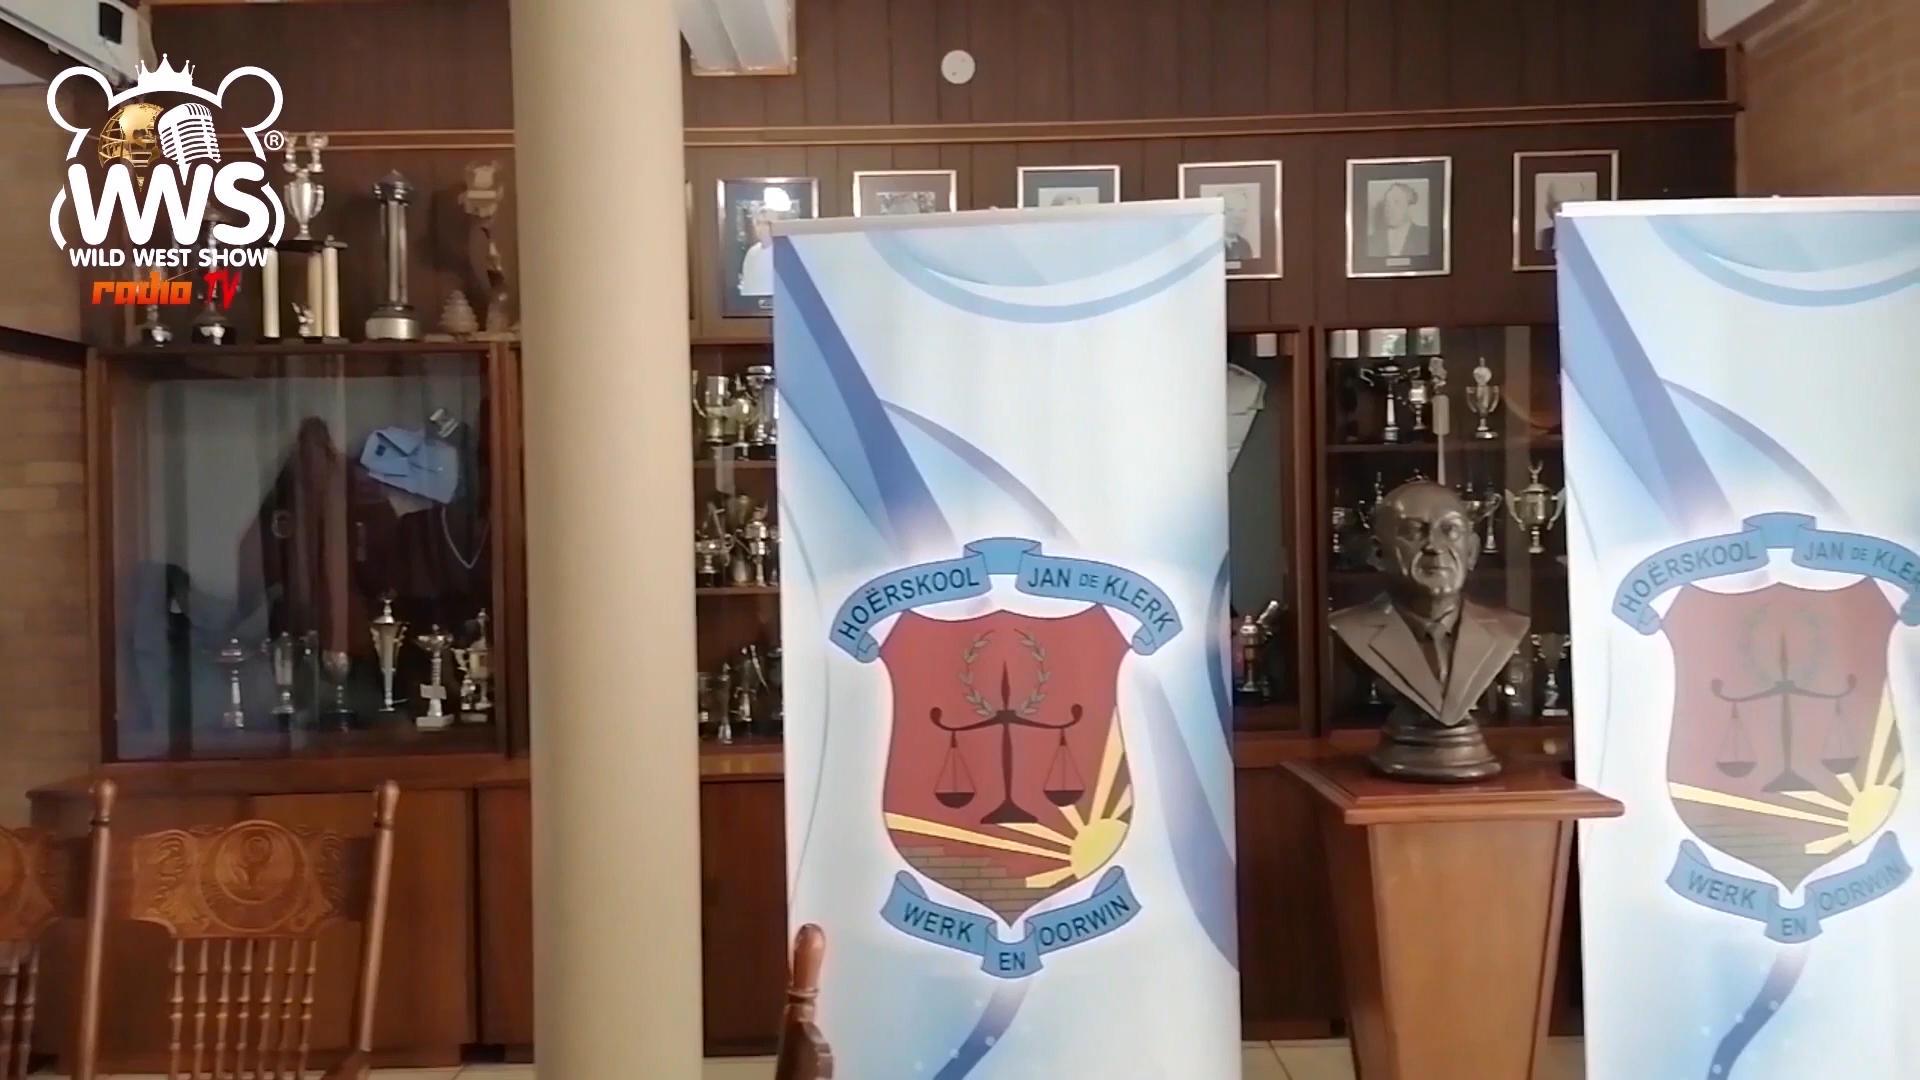 WWS®
WILD WEST SHOW
radio TV
HOËRSKOOL JAN DE KLERK
WERK EN OORWIN
HOËRSKOOL JAN DE KLE
WERK EN OORWIN